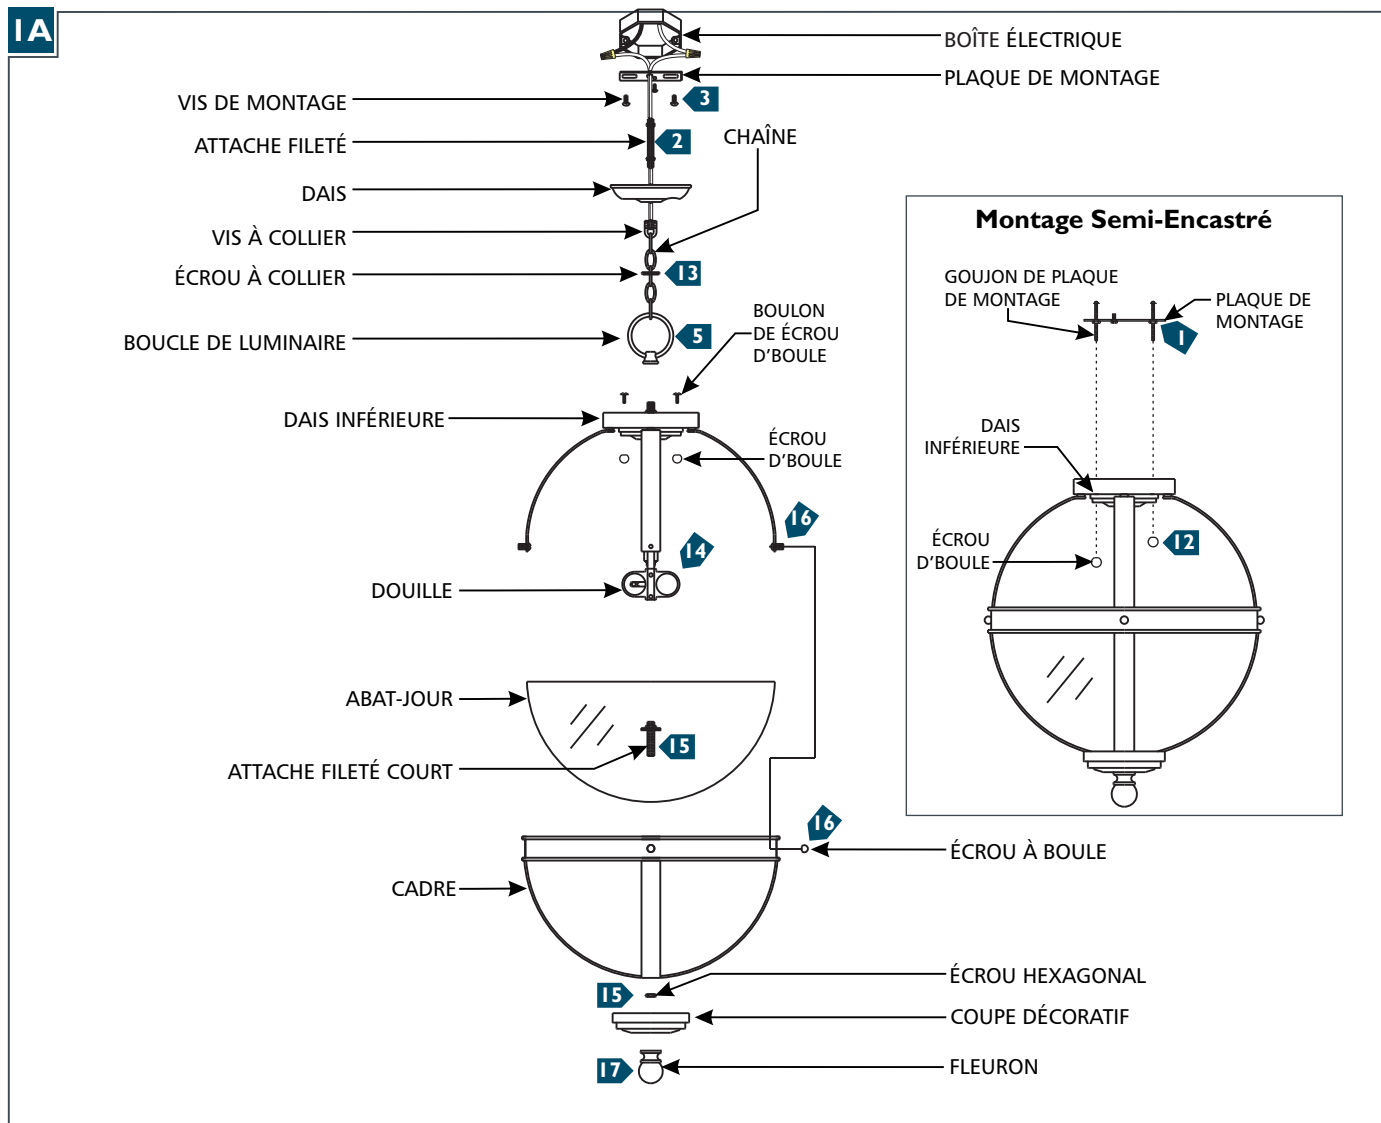 1A
BOÎTE ÉLECTRIQUE
PLAQUE DE MONTAGE
VIS DE MONTAGE
3
ATTACHE FILETÉ
2
CHAÎNE
DAIS
VIS À COLLIER
ÉCROU À COLLIER
13
BOUCLE DE LUMINAIRE
5
BOULON
DE ÉCROU
D'BOULE
DAIS INFÉRIEURE
ÉCROU
D'BOULE
16
14
DOUILLE
ABAT-JOUR
15
ATTACHE FILETÉ COURT
16
ÉCROU À BOULE
CADRE
15
ÉCROU HEXAGONAL
COUPE DÉCORATIF
17
FLEURON
Montage Semi-Encastré
GOUJON DE PLAQUE
DE MONTAGE
PLAQUE DE
MONTAGE
1
DAIS
INFÉRIEURE
ÉCROU
D'BOULE
12